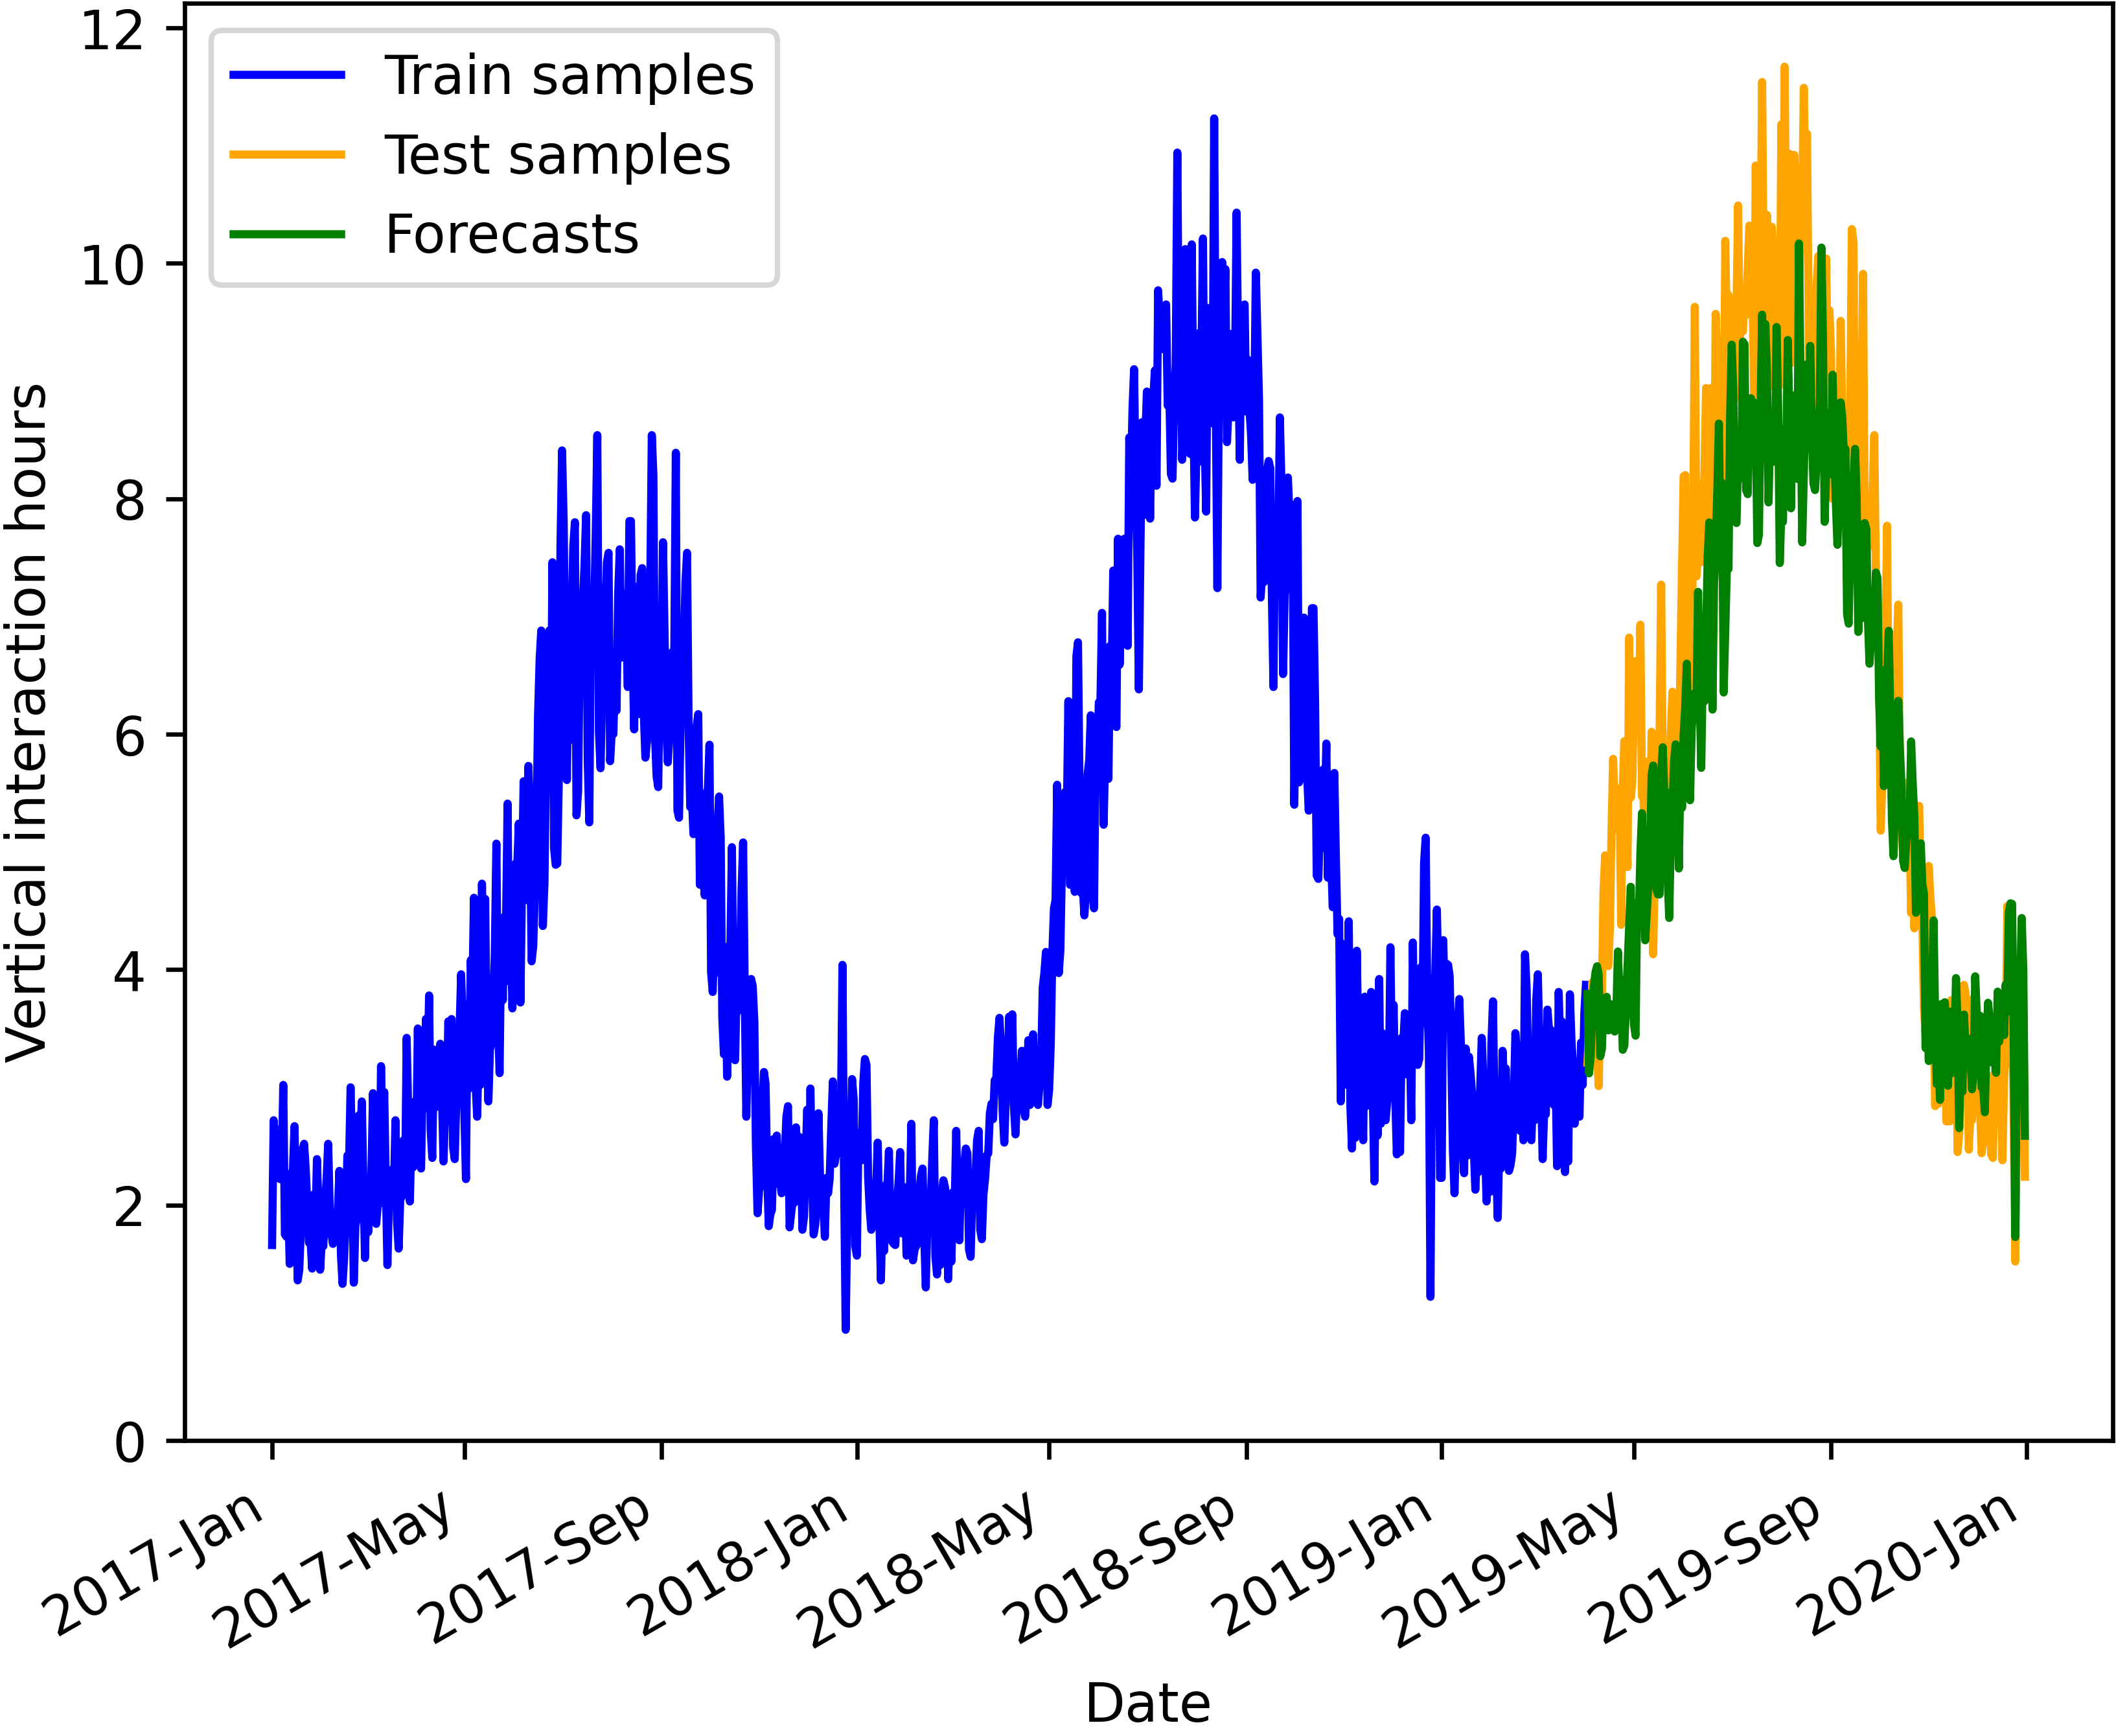 Train samples
Test samples
Forecasts
12
10
8
6
4
2
0
Vertical interaction hours
2017-Jan
2017-May
2017-Sep
2018-Jan
2018-May
2018-Sep
2019-Jan
2019-May
2019-Sep
2020-Jan
Date